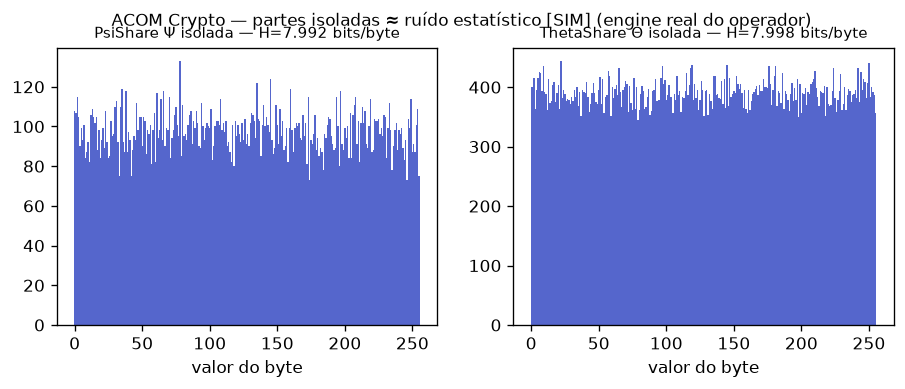 ACOM Crypto — partes isoladas ≈ ruído estatístico [SIM] (engine real do operador)
PsiShare Ψ isolada — H=7.992 bits/byte
ThetaShare Θ isolada — H=7.998 bits/byte
120
100
80
60
40
20
0
0 50 100 150 200 250
valor do byte
400
300
200
100
0
0 50 100 150 200 250
valor do byte